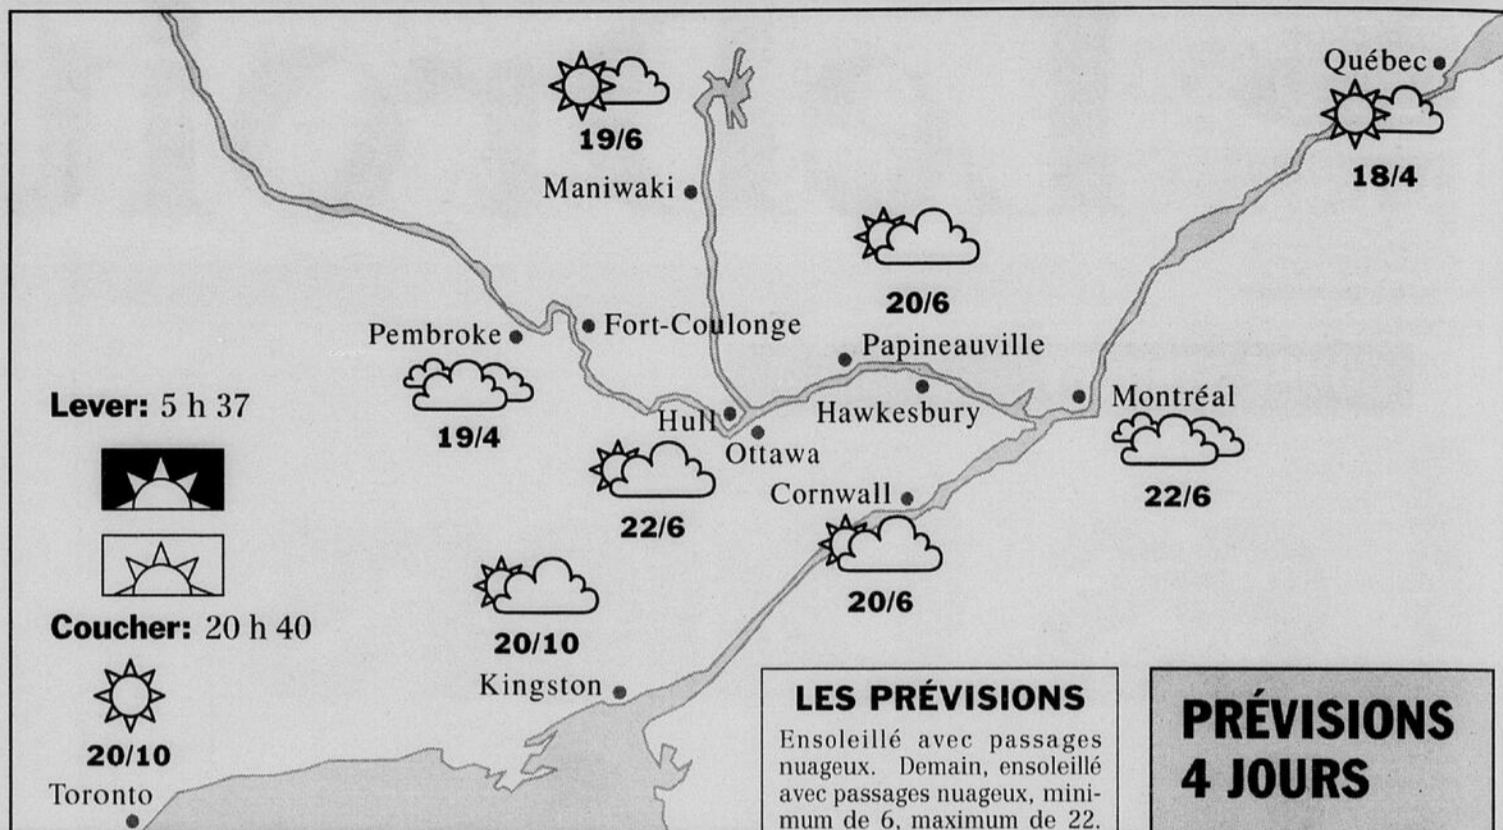 Québec
19/6
18/4
Maniwaki
20/6
Pembroke
Fort-Coulonge
Papineauville
Lever: 5 h 37
19/4
Hull
Hawkesbury
Montréal
Ottawa
22/6
Cornwall
22/6
Coucher: 20 h 40
20/10
20/6
Kingston
20/10
Toronto
LES PRÉVISIONS
Ensoleillé avec passages
nuageux. Demain, ensoleillé
avec passages nuageux, mini-
mum de 6, maximum de 22.
PRÉVISIONS
4 JOURS